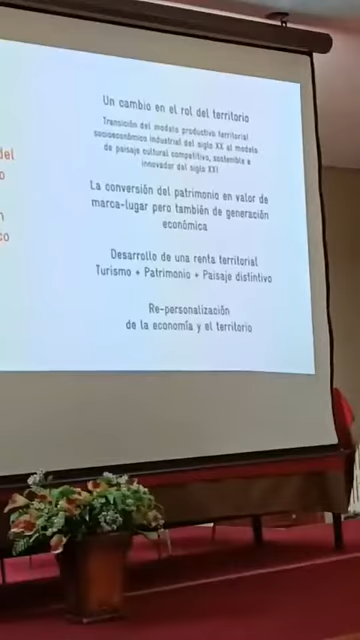 Un cambio en el rol del territorio
Transición del modelo productivo territorial
socioeconómico industrial del siglo XX al modelo
de paisaje cultural competitivo, sostenible e
innovador del siglo XXI
La conversión del patrimonio en valor de
marca-lugar pero también de generación
económica
Desarrollo de una renta territorial
Turismo + Patrimonio + Paisaje distintivo
Re-personalización
de la economía y el territorio